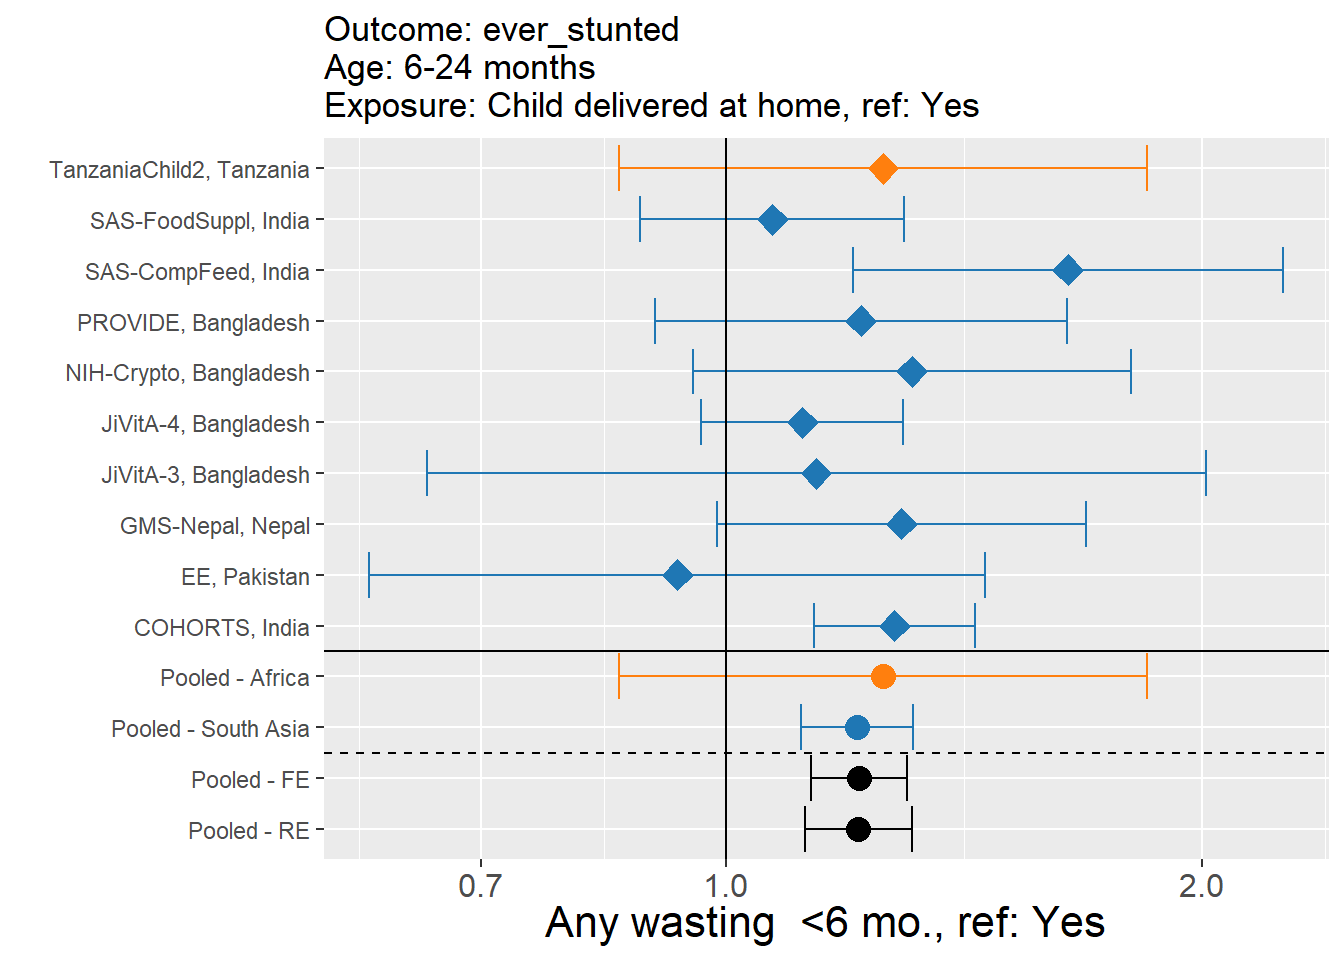 Outcome: ever_stunted
Age: 6-24 months
Exposure: Child delivered at home, ref: Yes
TanzaniaChild2, Tanzania
SAS-FoodSuppl, India
SAS-CompFeed, India
PROVIDE, Bangladesh
NIH-Crypto, Bangladesh
JiVitA-4, Bangladesh
JiVitA-3, Bangladesh
GMS-Nepal, Nepal
EE, Pakistan
COHORTS, India
Pooled - Africa
Pooled - South Asia
Pooled - FE
Pooled - RE
0.7 1.0 2.0
Any wasting  <6 mo., ref: Yes